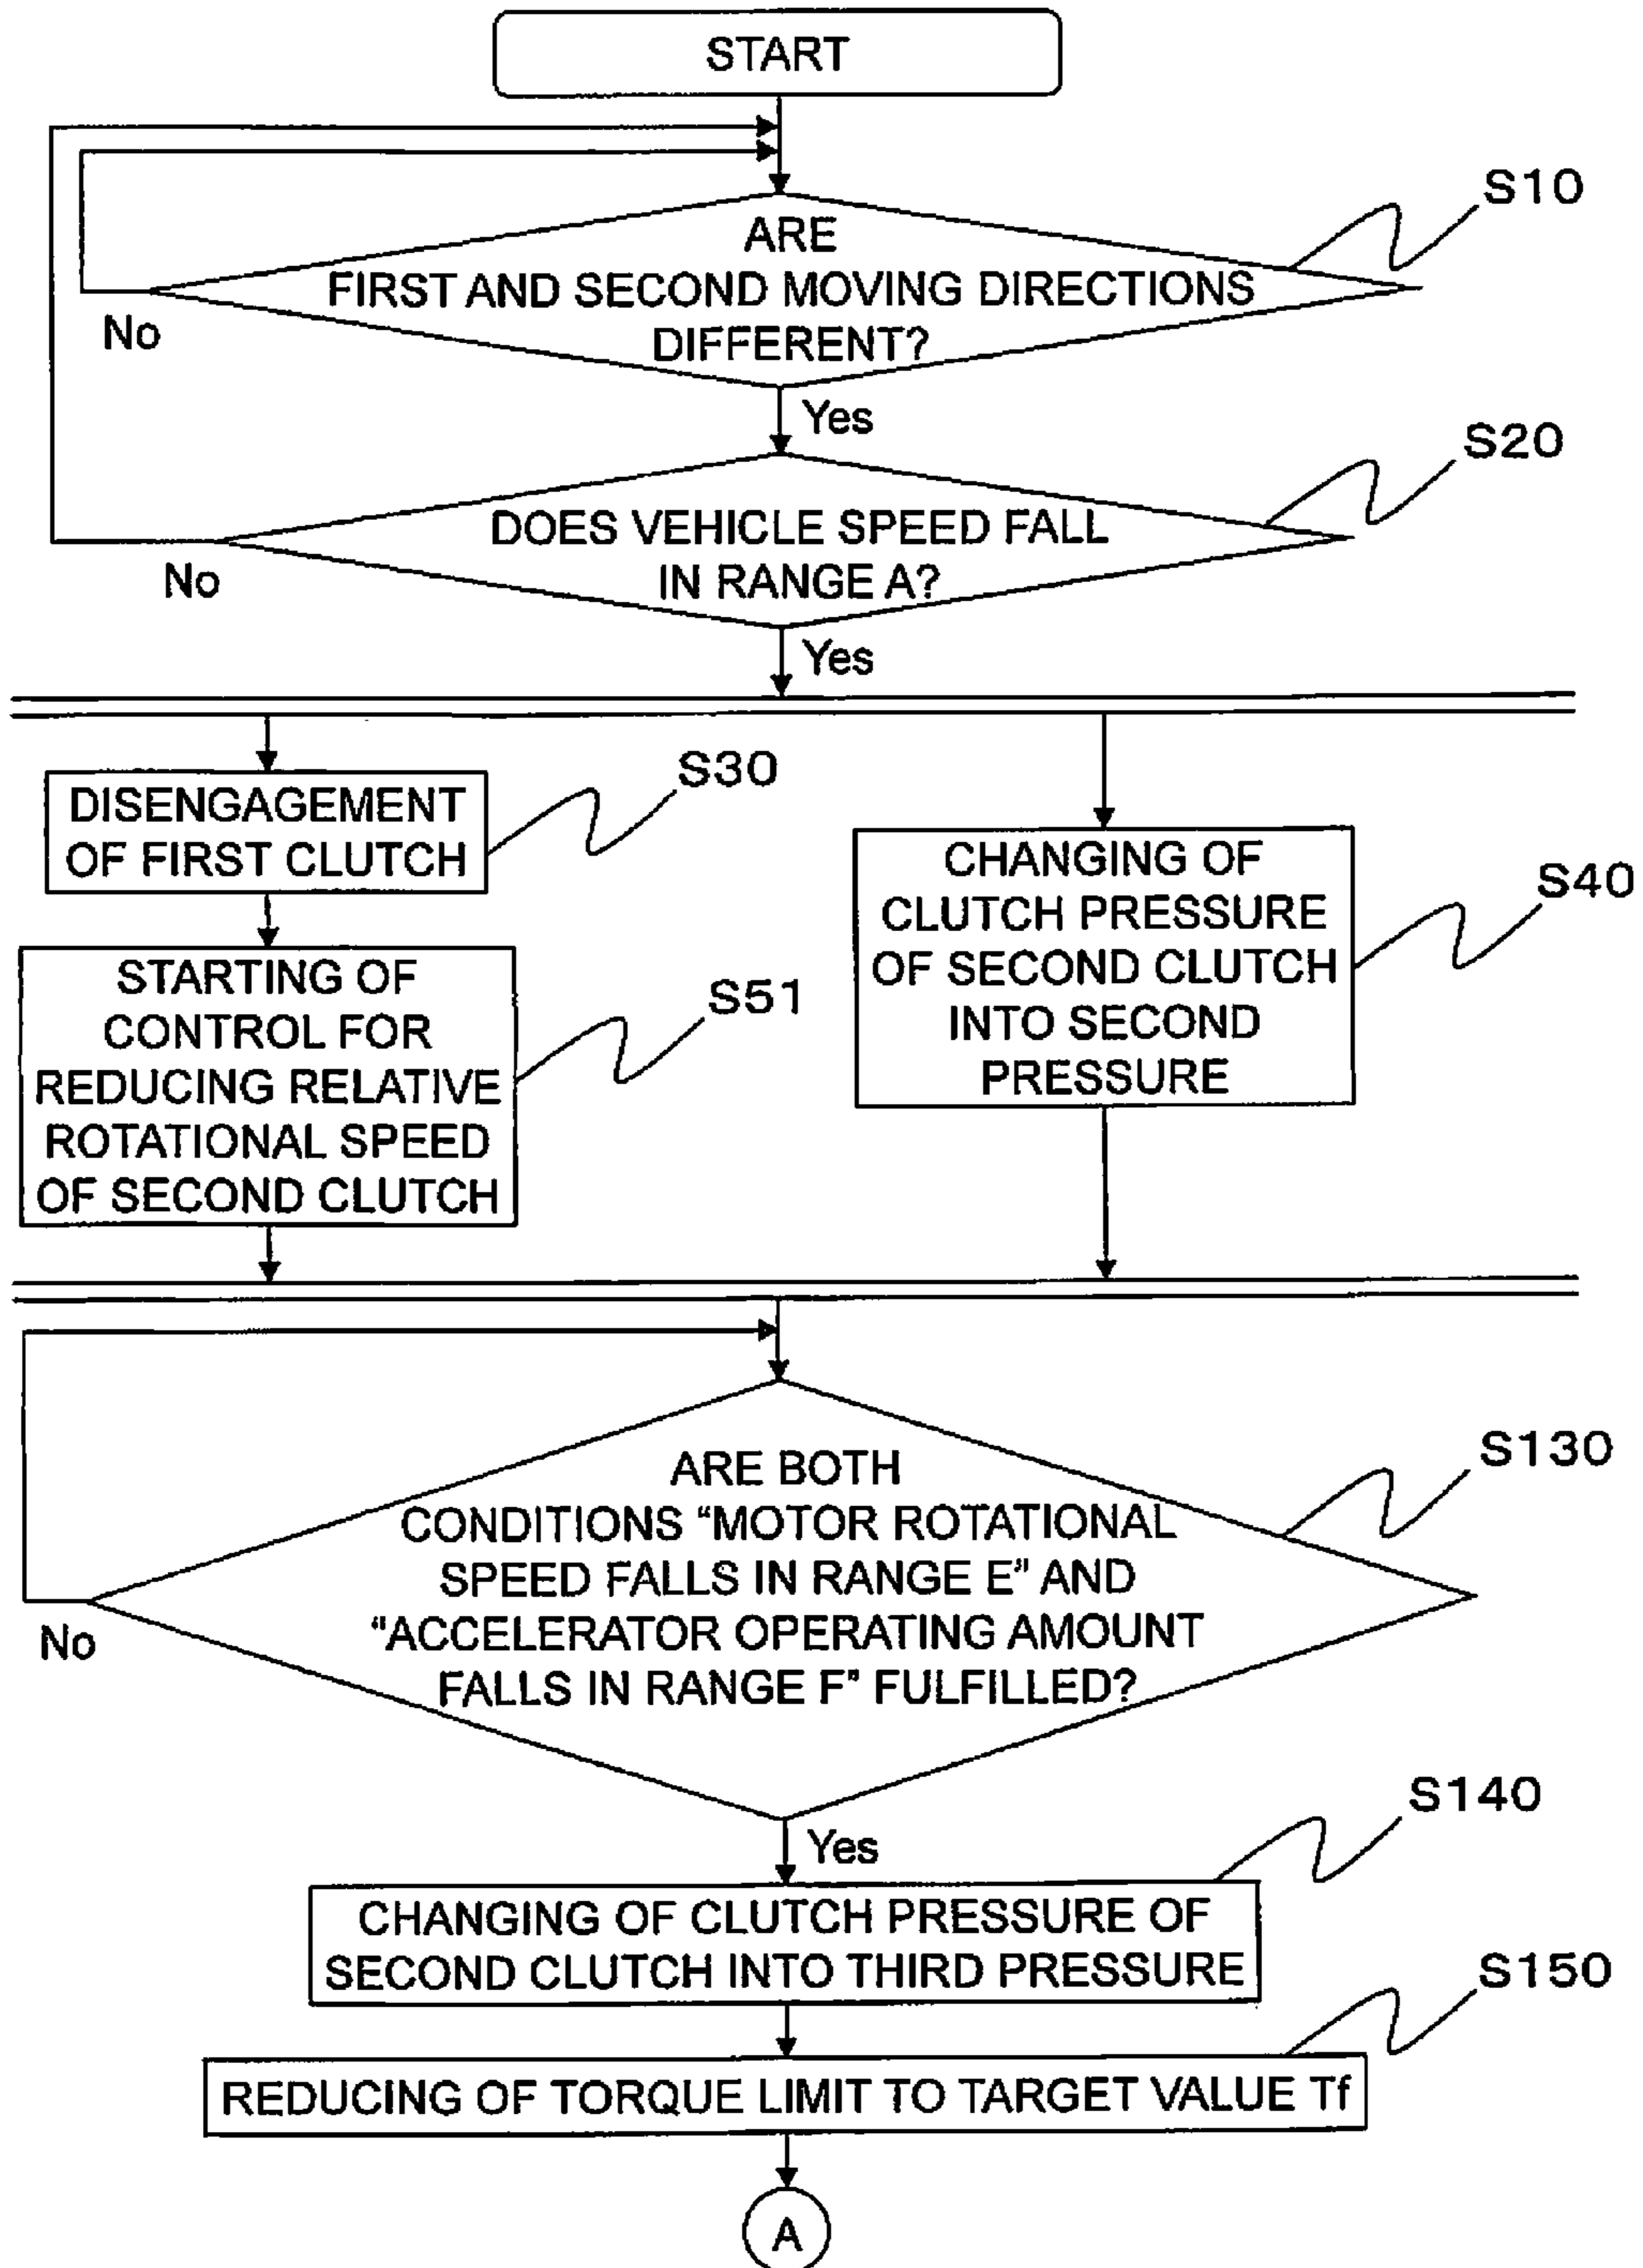 START
S10
ARE
FIRST AND SECOND MOVING DIRECTIONS
DIFFERENT?
No
Yes
S20
DOES VEHICLE SPEED FALL
IN RANGE A?
No
Yes
S30
DISENGAGEMENT
OF FIRST CLUTCH
S40
CHANGING OF
CLUTCH PRESSURE
OF SECOND CLUTCH
INTO SECOND
PRESSURE
S51
STARTING OF
CONTROL FOR
REDUCING RELATIVE
ROTATIONAL SPEED
OF SECOND CLUTCH
S130
ARE BOTH
CONDITIONS “MOTOR ROTATIONAL
SPEED FALLS IN RANGE E” AND
“ACCELERATOR OPERATING AMOUNT
FALLS IN RANGE F” FULFILLED?
No
Yes
S140
CHANGING OF CLUTCH PRESSURE OF
SECOND CLUTCH INTO THIRD PRESSURE
S150
REDUCING OF TORQUE LIMIT TO TARGET VALUE Tf
A